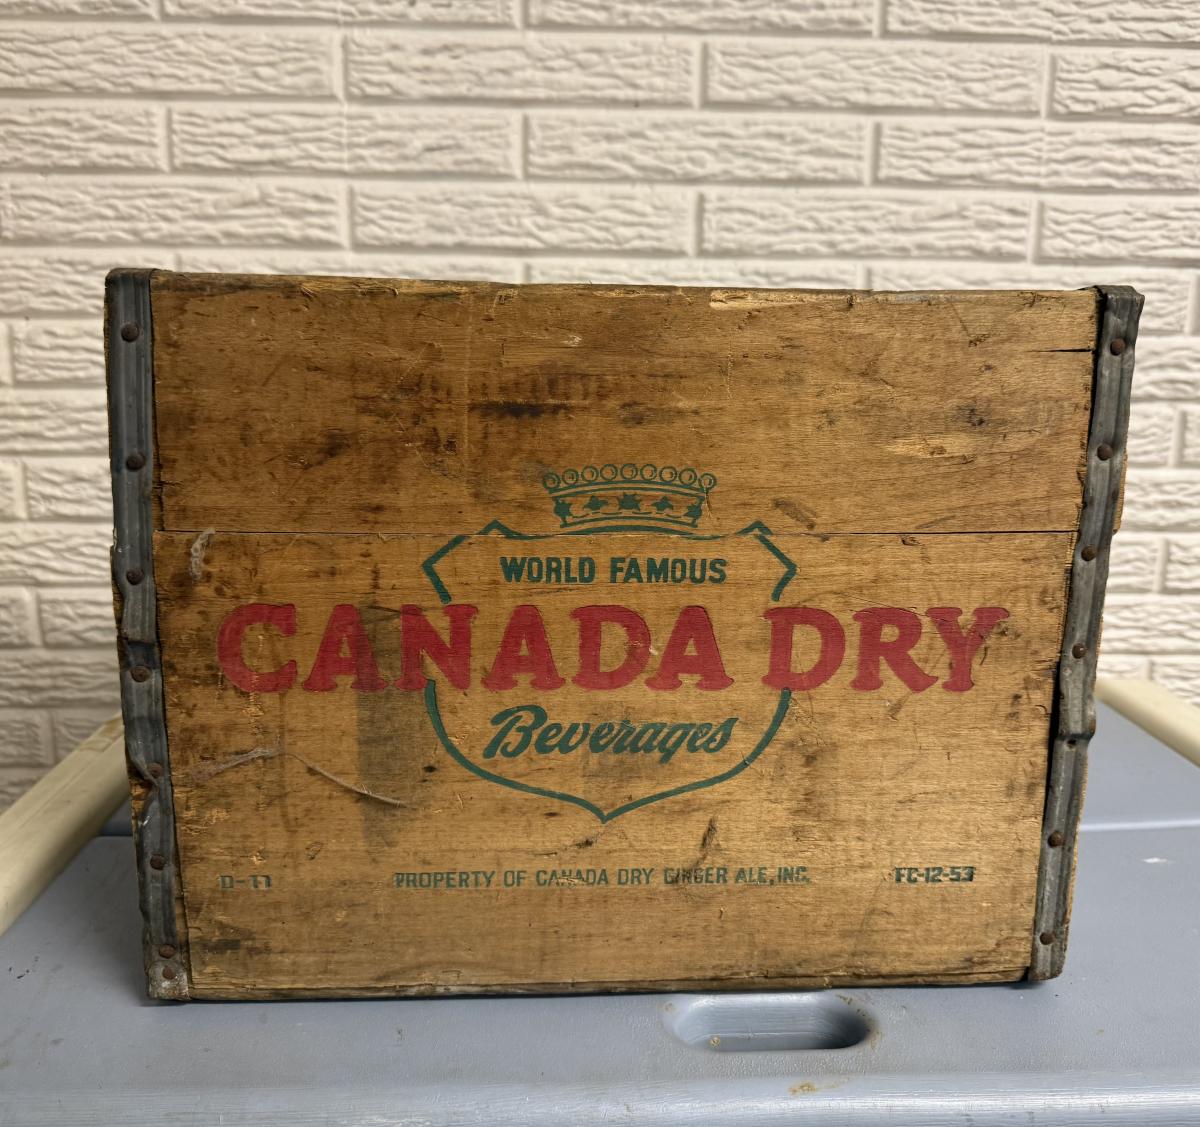 WORLD FAMOUS
CANADA DRY
Beverages
D-11 PROPERTY OF CANADA DRY GINGER ALE, INC. FC-12-53